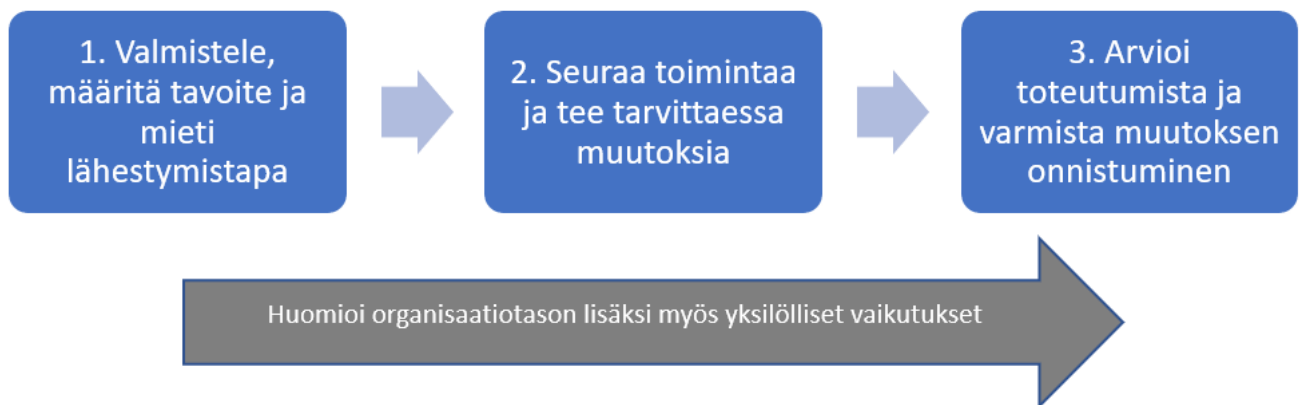 1. Valmistele,
määritä tavoite ja
mieti
lähestymistapa
2. Seuraa toimintaa
ja tee tarvittaessa
muutoksia
3. Arvioi
toteutumista ja
varmista muutoksen
onnistuminen
Huomioi organisaatiotason lisäksi myös yksilölliset vaikutukset